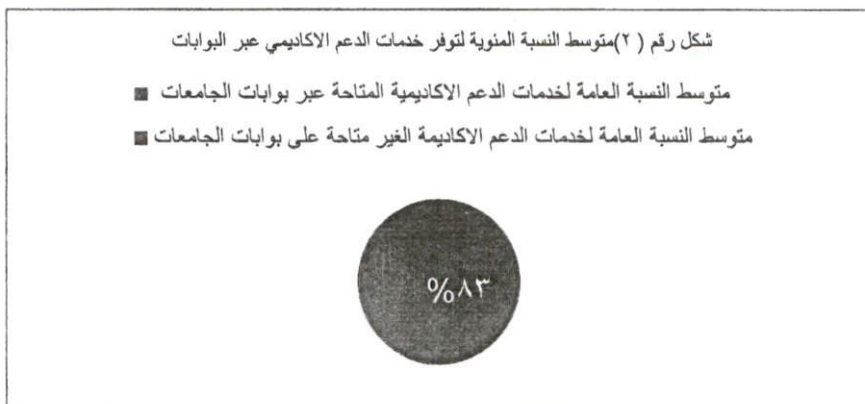 شكل رقم ( ٢)متوسط النسبة المئوية لتوفر خدمات الدعم الاكاديمي عبر البوابات
متوسط النسبة العامة لخدمات الدعم الاكاديمية المتاحة عبر بوابات الجامعات
متوسط النسبة العامة لخدمات الدعم الاكاديمة الغير متاحة على بوابات الجامعات
%٨٣